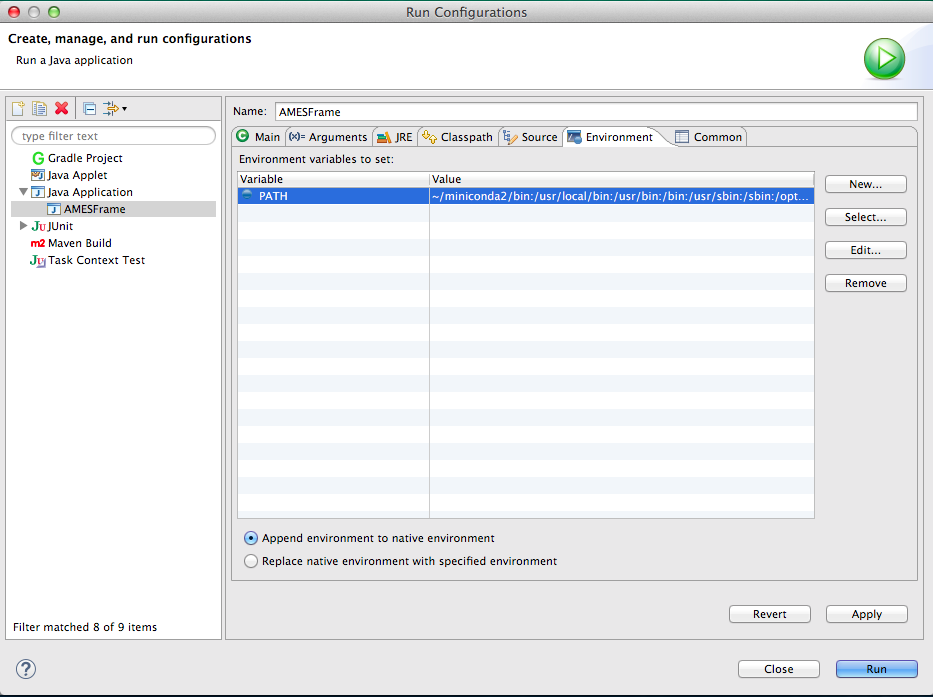 Run Configurations
Create, manage, and run configurations
Run a Java application
Name: AMESFrame
type filter text
Gradle Project
Java Applet
Java Application
AMESFrame
JUnit
Maven Build
Task Context Test
Filter matched 8 of 9 items
Main (x)= Arguments JRE Classpath Source Environment Common
Environment variables to set:
Variable Value
PATH ~/miniconda2/bin:/usr/local/bin:/usr/bin:/bin:/usr/sbin:/sbin:/opt...
New...
Select...
Edit...
Remove
Append environment to native environment
Replace native environment with specified environment
Revert Apply
? Close Run